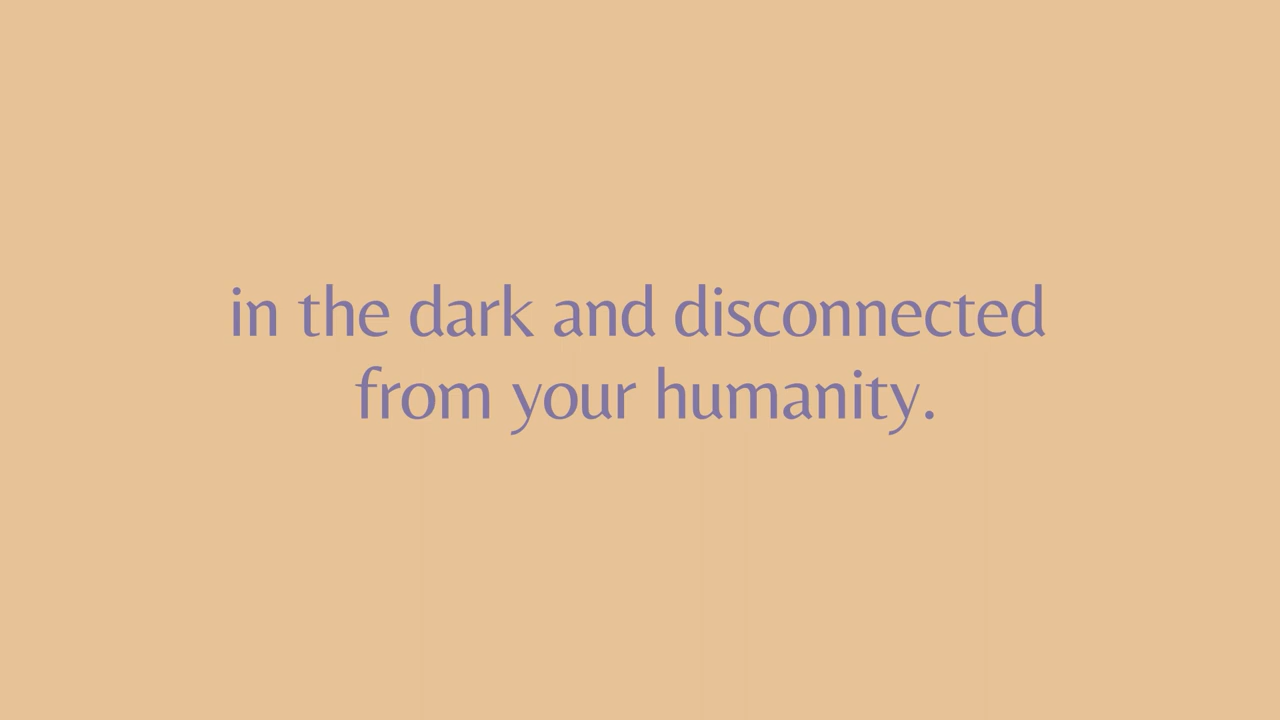 in the dark and disconnected
from your humanity.